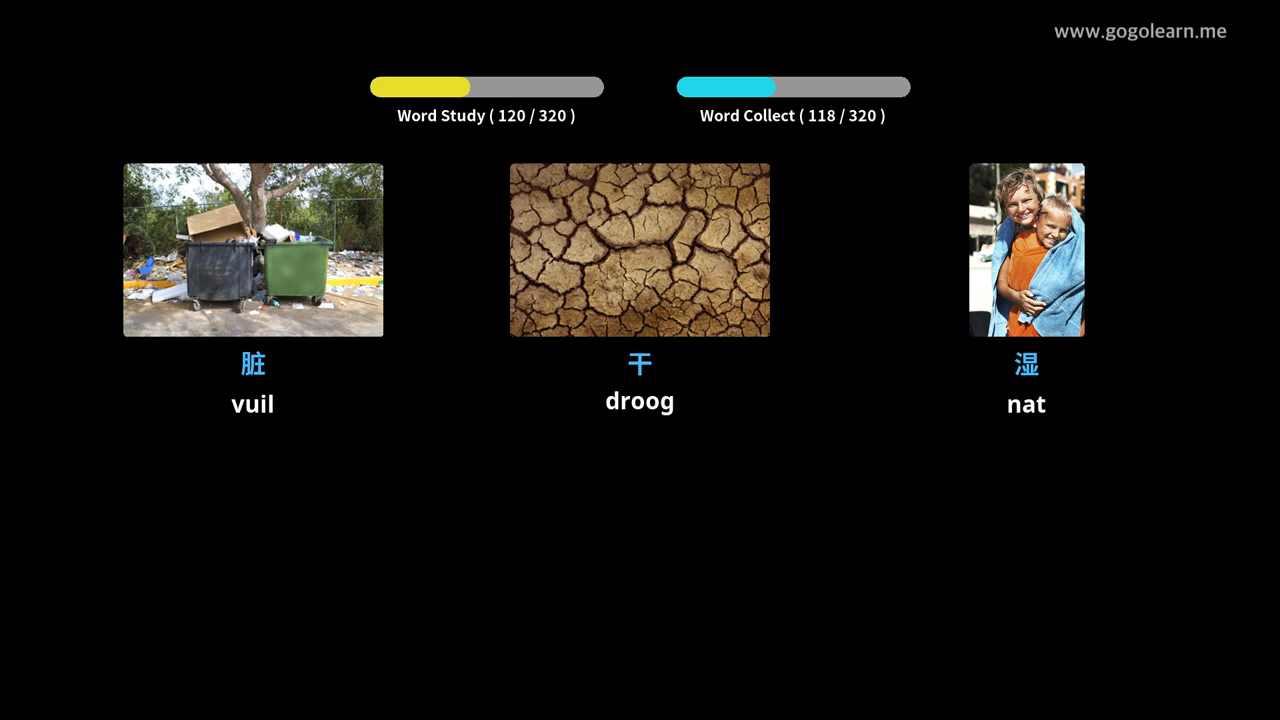 www.gogolearn.me
Word Study ( 120 / 320 )
Word Collect ( 118 / 320 )
脏
干
湿
vuil
droog
nat